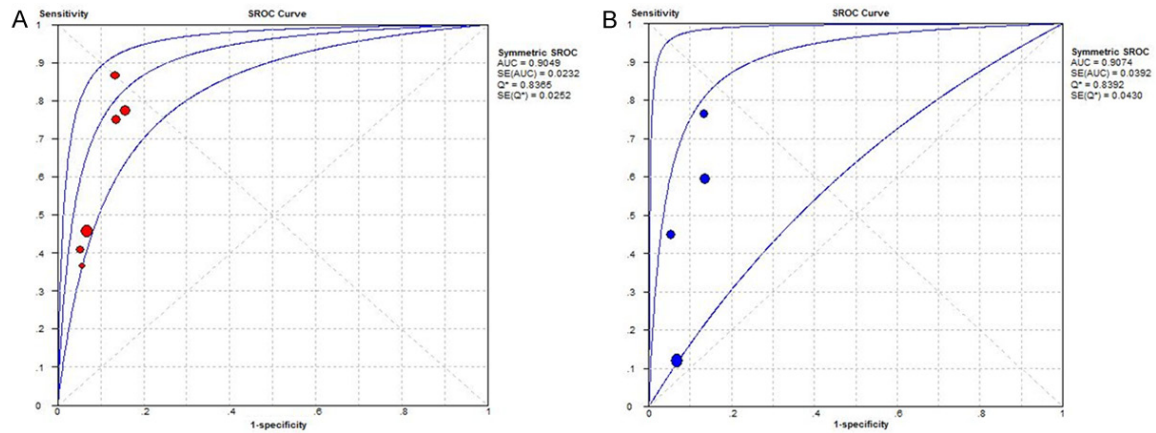 A
Sensitivity
SROC Curve
1
.9
.8
.7
.6
.5
.4
.3
.2
.1
0
0
.2
.4
.6
.8
1
1-specificity
Symmetric SROC
AUC = 0.9049
SE(AUC) = 0.0232
Q* = 0.8365
SE(Q*) = 0.0252
B
Sensitivity
SROC Curve
1
.9
.8
.7
.6
.5
.4
.3
.2
.1
0
0
.2
.4
.6
.8
1
1-specificity
Symmetric SROC
AUC = 0.9074
SE(AUC) = 0.0392
Q* = 0.8392
SE(Q*) = 0.0430